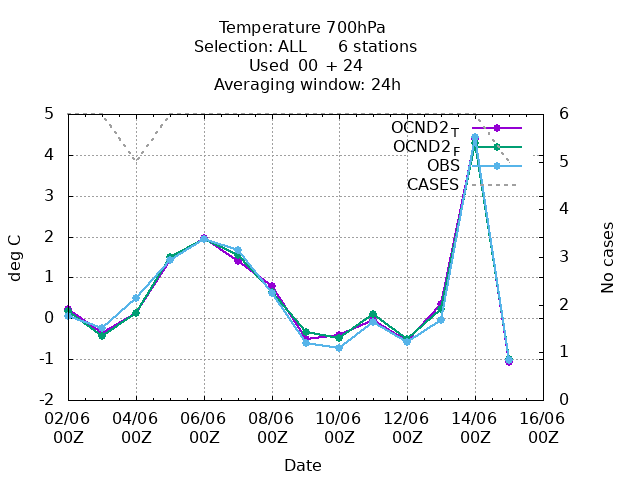 Temperature 700hPa
Selection: ALL      6 stations
Used  00  + 24
Averaging window: 24h
5 6
OCND2T
OCND2F
OBS
CASES
4 5
3 4
2 3
1 2
0
-1 1
-2 0
deg C
No cases
02/06 04/06 06/06 08/06 10/06 12/06 14/06 16/06
00Z 00Z 00Z 00Z 00Z 00Z 00Z 00Z
Date